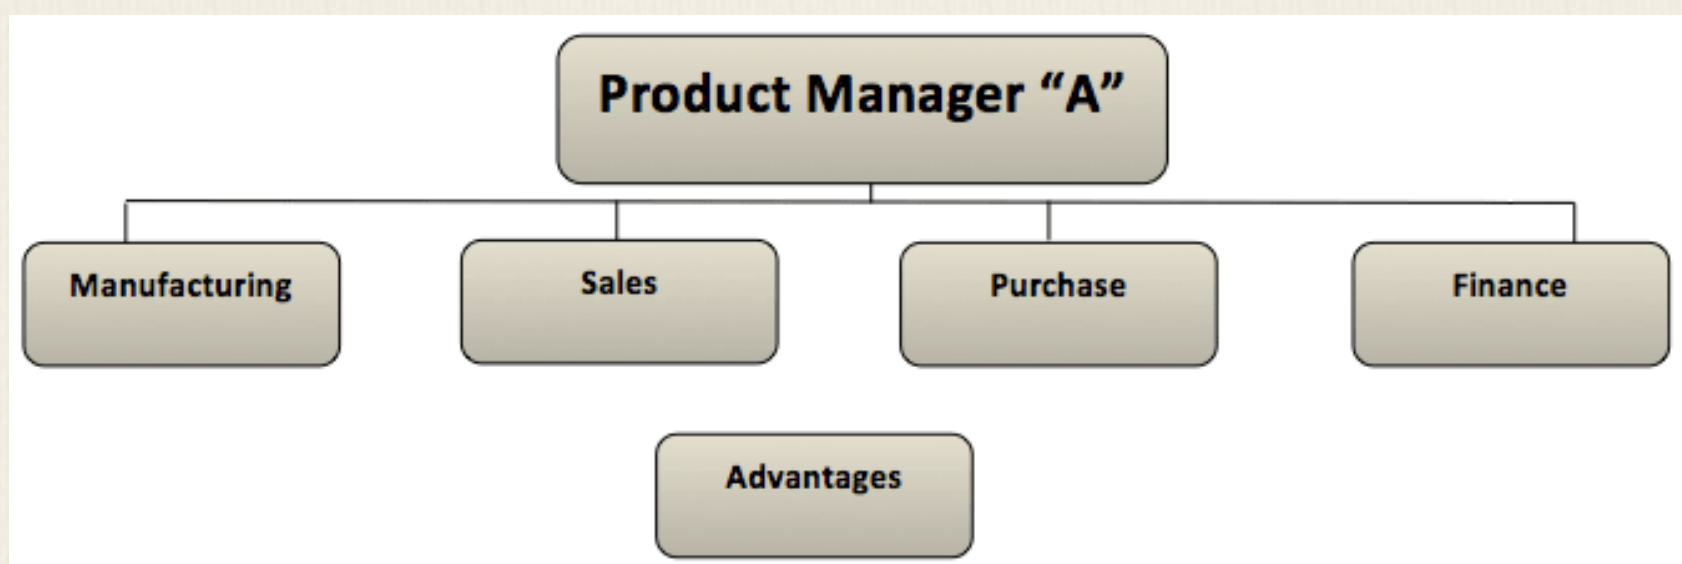 Product Manager “A”
Manufacturing
Sales
Purchase
Finance
Advantages